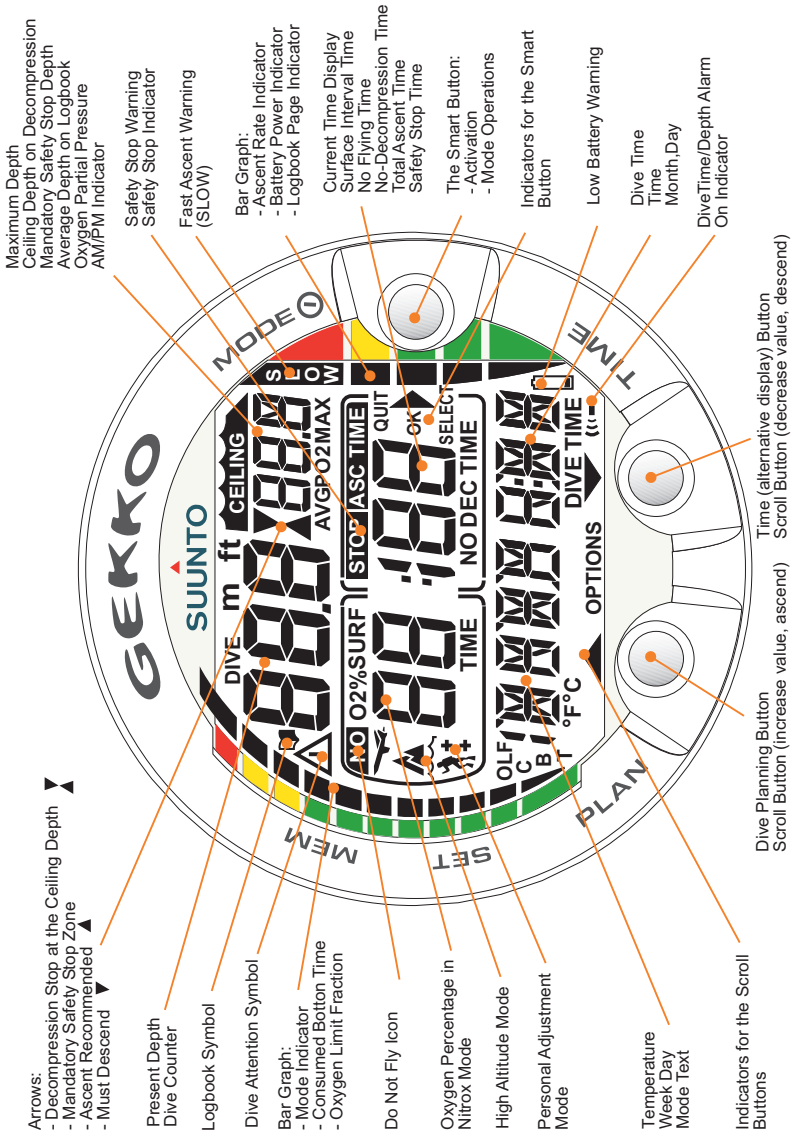 Arrows:
- Decompression Stop at the Ceiling Depth
- Mandatory Safety Stop Zone
- Ascent Recommended
- Must Descend
Present Depth
Dive Counter
Logbook Symbol
Dive Attention Symbol
Bar Graph:
- Mode Indicator
- Consumed Botton Time
- Oxygen Limit Fraction
Do Not Fly Icon
Oxygen Percentage in
Nitrox Mode
High Altitude Mode
Personal Adjustment
Mode
Temperature
Week Day
Mode Text
Indicators for the Scroll
Buttons
GEKKO
SUUNTO
MODE
MEM
SET
PLAN
TIME
DIVE m ft
CEILING
AVG PO2 MAX
SLOW
NO O2% SURF
TIME
STOP ASC TIME
QUIT
OK
SELECT
NO DEC TIME
OLF
C
B
T
°F°C
OPTIONS
DIVE TIME
Maximum Depth
Ceiling Depth on Decompression
Mandatory Safety Stop Depth
Average Depth on Logbook
Oxygen Partial Pressure
AM/PM Indicator
Safety Stop Warning
Safety Stop Indicator
Fast Ascent Warning
(SLOW)
Bar Graph:
- Ascent Rate Indicator
- Battery Power Indicator
- Logbook Page Indicator
Current Time Display
Surface Interval Time
No Flying Time
No-Decompression Time
Total Ascent Time
Safety Stop Time
The Smart Button:
- Activation
- Mode Operations
Indicators for the Smart
Button
Low Battery Warning
Dive Time
Time
Month,Day
DiveTime/Depth Alarm
On Indicator
Dive Planning Button
Scroll Button (increase value, ascend)
Time (alternative display) Button
Scroll Button (decrease value, descend)